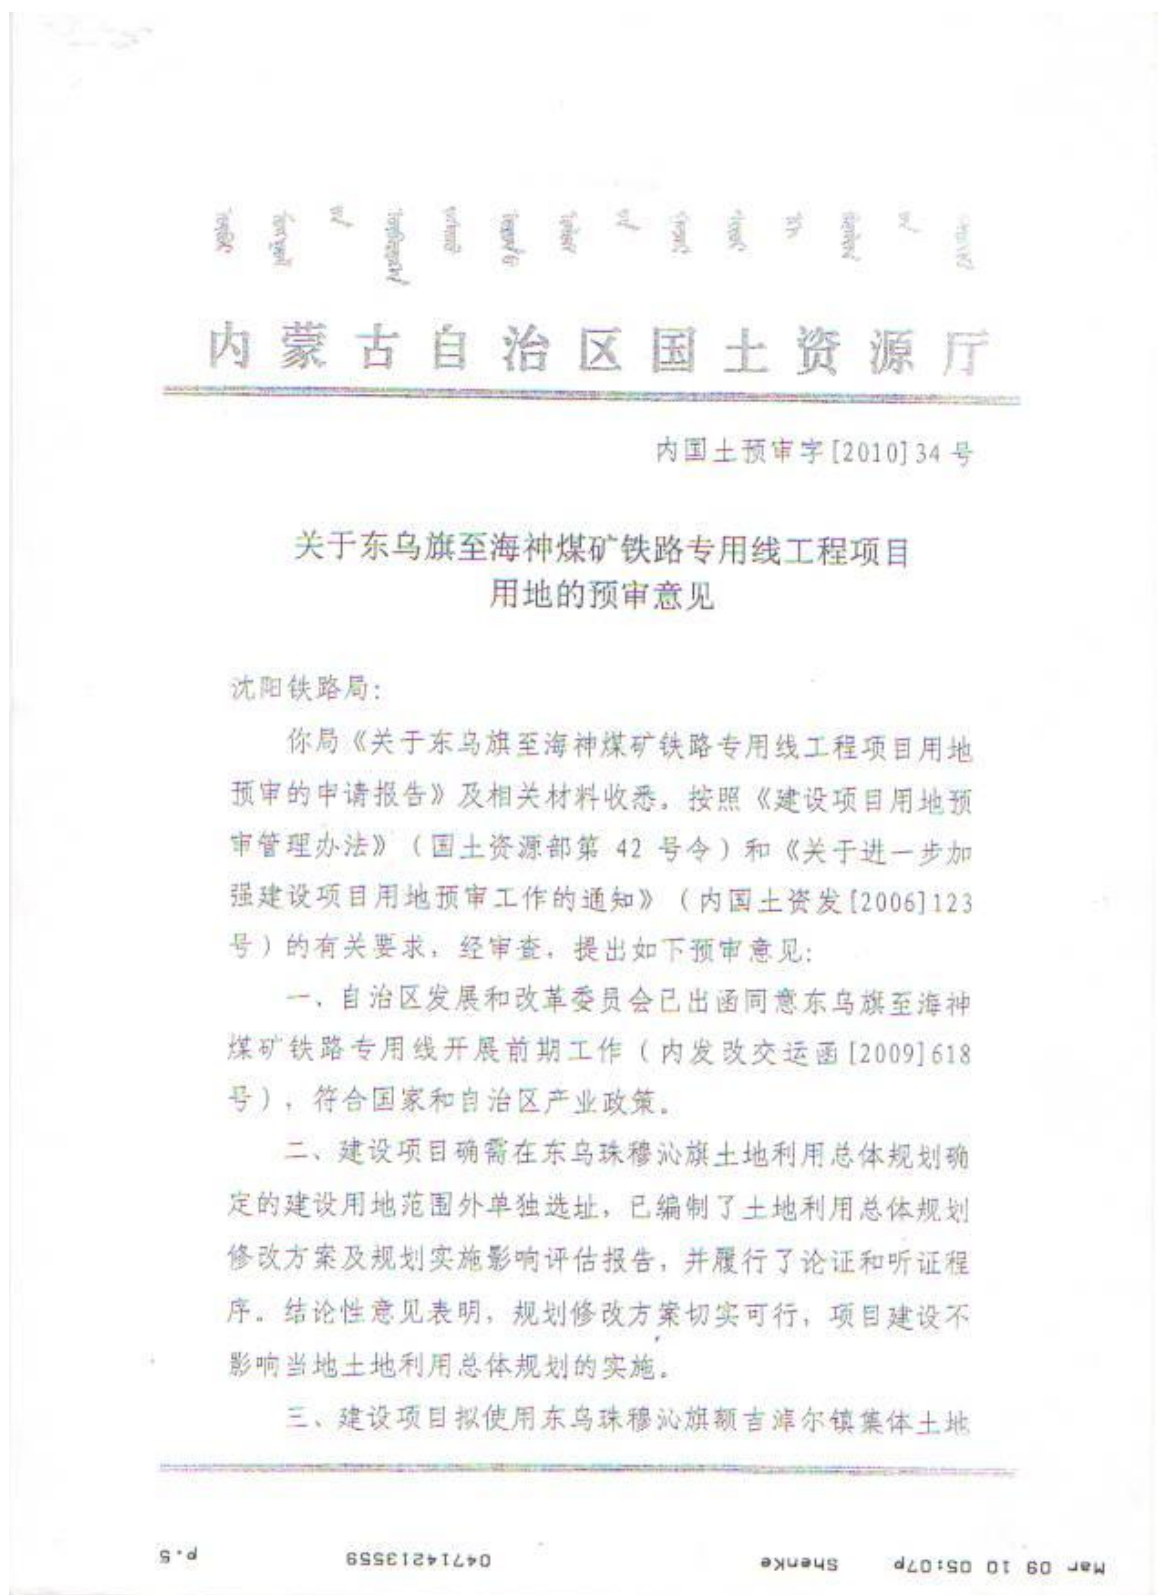 内蒙古自治区国土资源厅
内国土预审字[2010]34 号
关于东乌旗至海神煤矿铁路专用线工程项目
用地的预审意见
沈阳铁路局：
你局《关于东乌旗至海神煤矿铁路专用线工程项目用地
预审的申请报告》及相关材料收悉。按照《建设项目用地预
审管理办法》（国土资源部第 42 号令）和《关于进一步加
强建设项目用地预审工作的通知》（内国土资发[2006]123
号）的有关要求，经审查，提出如下预审意见：
一、自治区发展和改革委员会已出函同意东乌旗至海神
煤矿铁路专用线开展前期工作（内发改交运函[2009]618
号），符合国家和自治区产业政策。
二、建设项目确需在东乌珠穆沁旗土地利用总体规划确
定的建设用地范围外单独选址，已编制了土地利用总体规划
修改方案及规划实施影响评估报告，并履行了论证和听证程
序。结论性意见表明，规划修改方案切实可行，项目建设不
影响当地土地利用总体规划的实施。
三、建设项目拟使用东乌珠穆沁旗额吉淖尔镇集体土地
Mar 09 10 05:07p Shenke 04714213559 p.5